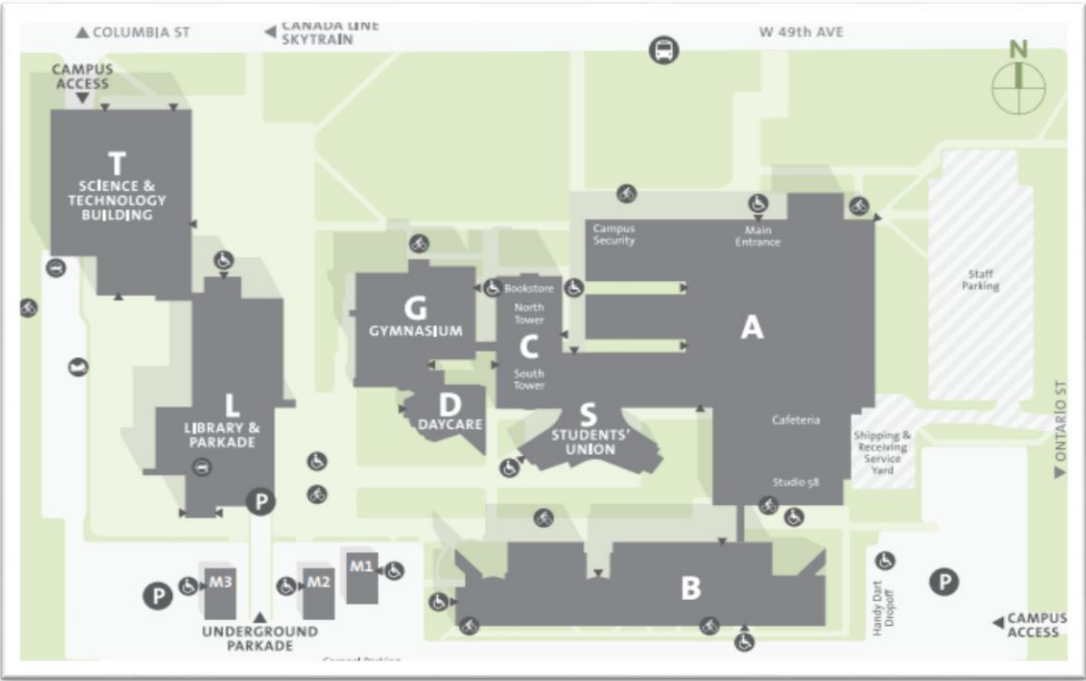 COLUMBIA ST
CANADA LINE
SKYTRAIN
W 49th AVE
N
CAMPUS
ACCESS
T
SCIENCE &
TECHNOLOGY
BUILDING
Campus
Security
Main
Entrance
Staff
Parking
G
GYMNASIUM
Bookstore
North
Tower
C
South
Tower
A
L
LIBRARY &
PARKADE
D
DAYCARE
S
STUDENTS'
UNION
Cafeteria
Shipping &
Receiving
Service
Yard
ONTARIO ST
Studio 58
P
M3
M2
M1
P
B
Handy Dart
Dropoff
P
UNDERGROUND
PARKADE
CAMPUS
ACCESS